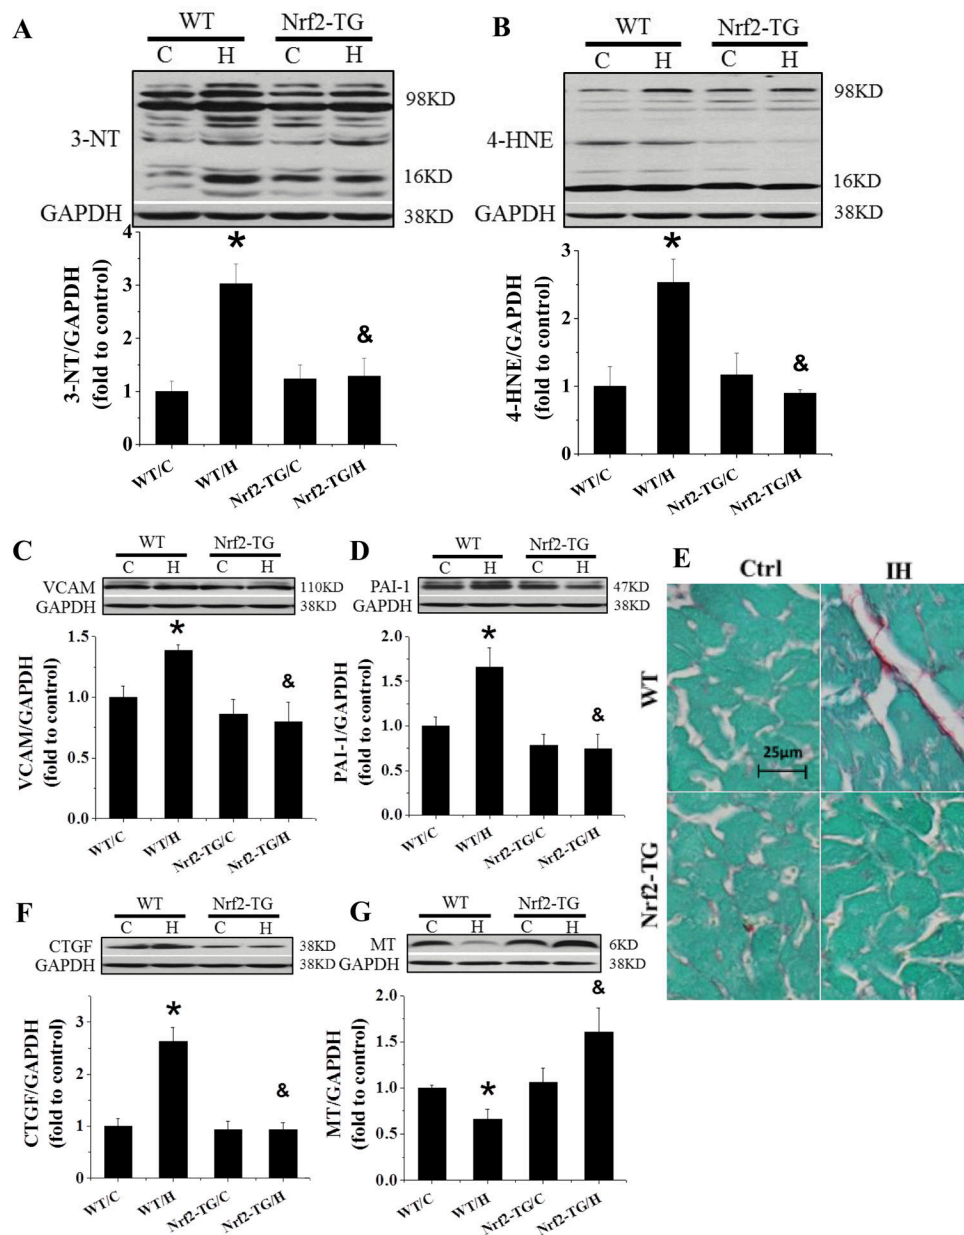 A
WT Nrf2-TG
C H C H
98KD
3-NT
16KD
GAPDH 38KD
3-NT/GAPDH
(fold to control)
4
3
2
1
0
*
&
WT/C WT/H Nrf2-TG/C Nrf2-TG/H
B
WT Nrf2-TG
C H C H
98KD
4-HNE
16KD
GAPDH 38KD
4-HNE/GAPDH
(fold to control)
3
2
1
0
*
&
WT/C WT/H Nrf2-TG/C Nrf2-TG/H
C
WT Nrf2-TG
C H C H
VCAM 110KD
GAPDH 38KD
VCAM/GAPDH
(fold to control)
1.5
1.0
0.5
0.0
*
&
WT/C WT/H Nrf2-TG/C Nrf2-TG/H
D
WT Nrf2-TG
C H C H
PAI-1 47KD
GAPDH 38KD
PAI-1/GAPDH
(fold to control)
2.0
1.5
1.0
0.5
0.0
*
&
WT/C WT/H Nrf2-TG/C Nrf2-TG/H
E
Ctrl IH
WT
25μm
Nrf2-TG
F
WT Nrf2-TG
C H C H
CTGF 38KD
GAPDH 38KD
CTGF/GAPDH
(fold to control)
3
2
1
0
*
&
WT/C WT/H Nrf2-TG/C Nrf2-TG/H
G
WT Nrf2-TG
C H C H
MT 6KD
GAPDH 38KD
MT/GAPDH
(fold to control)
2.0
1.5
1.0
0.5
0.0
*
&
WT/C WT/H Nrf2-TG/C Nrf2-TG/H